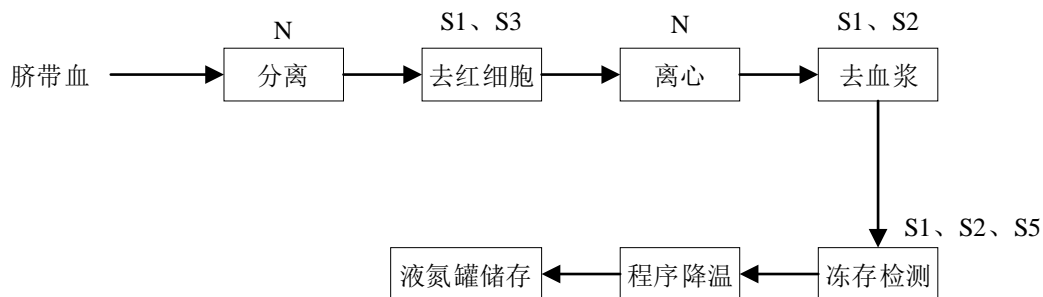 N
S1、S3
N
S1、S2
脐带血
分离
去红细胞
离心
去血浆
S1、S2、S5
液氮罐储存
程序降温
冻存检测